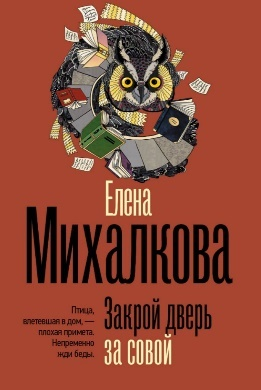 Елена
Михалкова
Птица,
влетевшая в дом, —
плохая примета.
Непременно
жди беды.
Закрой дверь
за совой